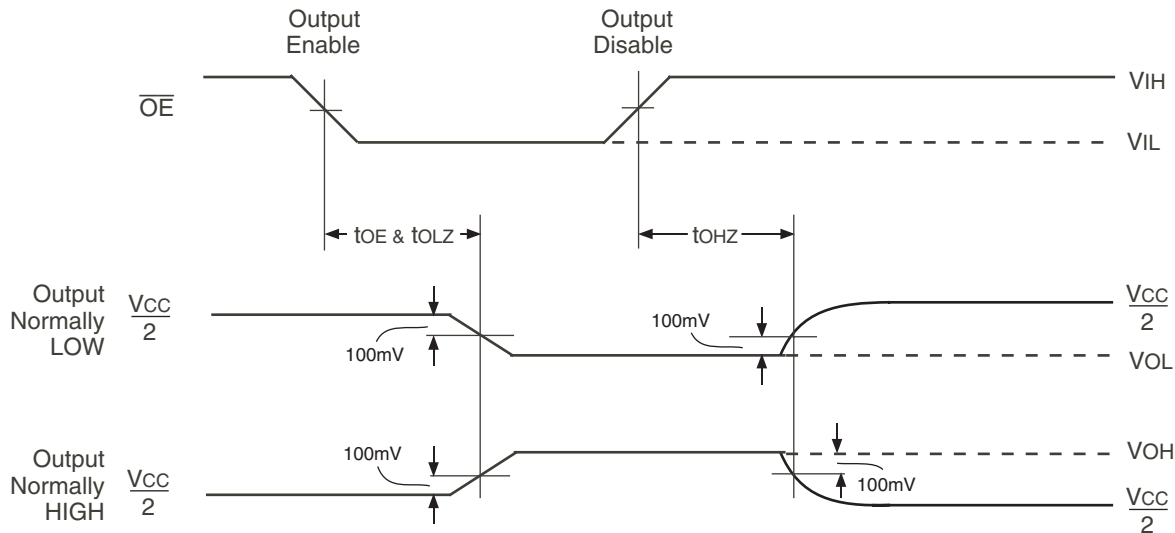 Output
Enable
Output
Disable
OE
VIH
VIL
tOE & tOLZ
tOHZ
Output
Normally
LOW
VCC
2
100mV
100mV
VCC
2
VOL
Output
Normally
HIGH
VCC
2
100mV
VOH
100mV
VCC
2